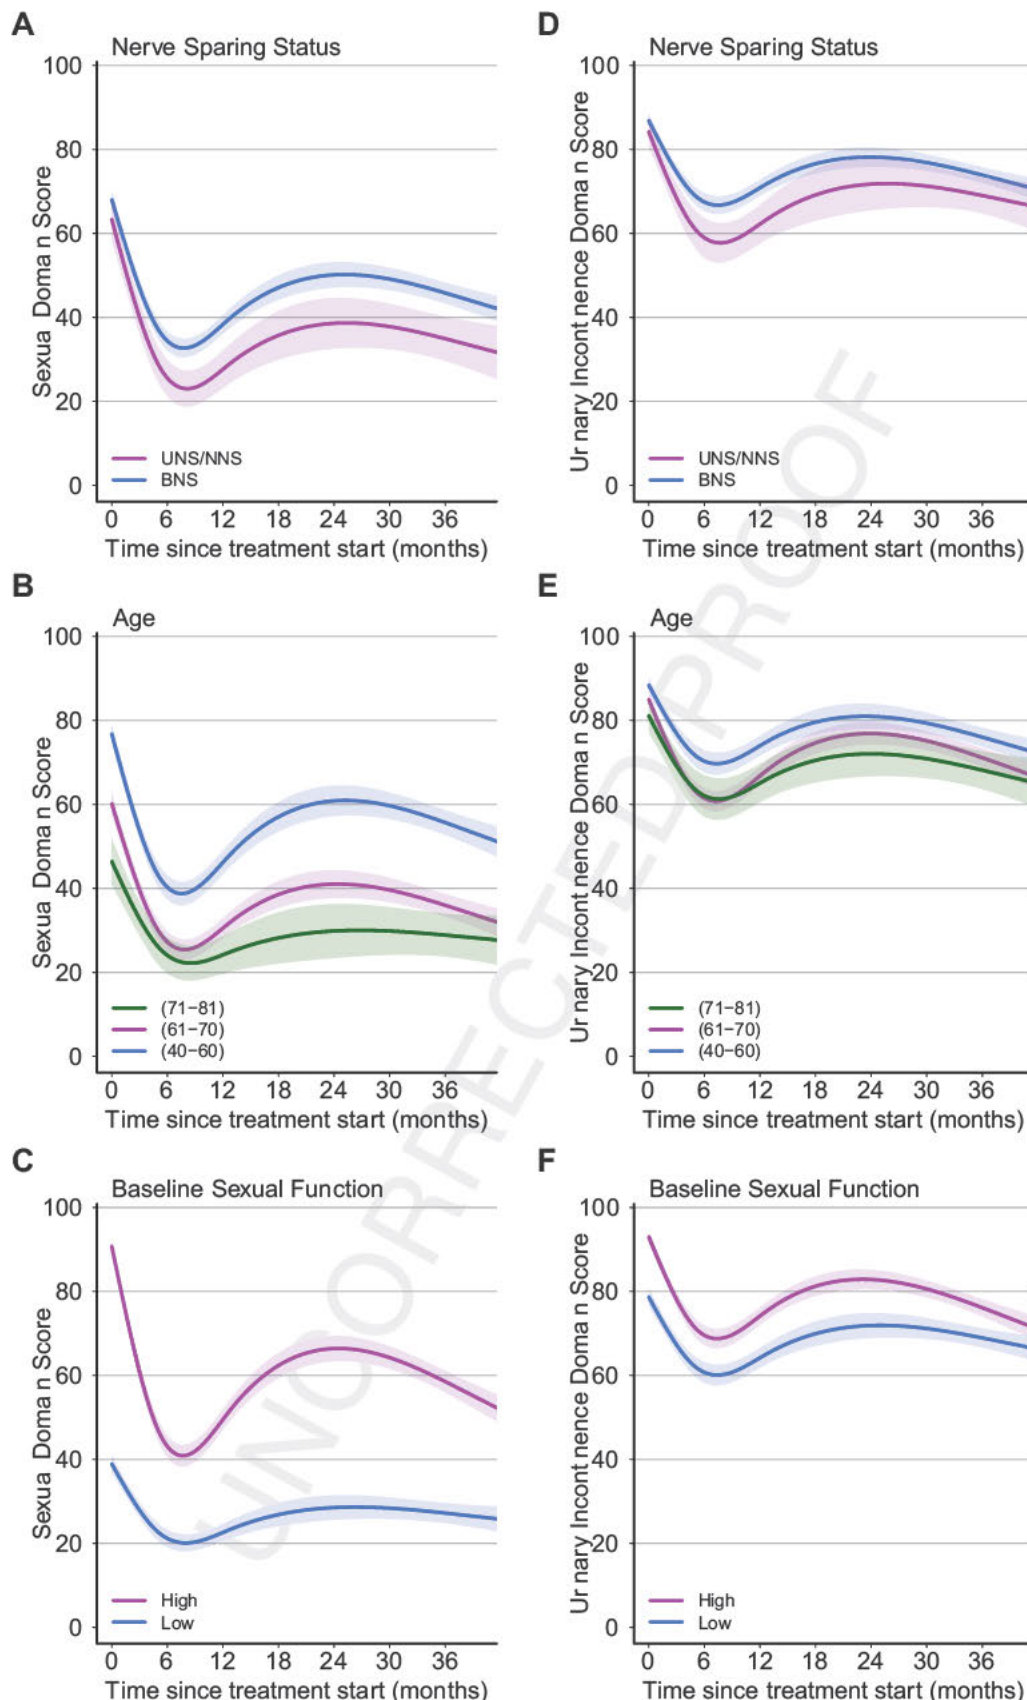 A
Nerve Sparing Status
Sexua Doma n Score
100
80
60
40
20
0
UNS/NNS
BNS
0 6 12 18 24 30 36
Time since treatment start (months)
D
Nerve Sparing Status
Ur nary Incont nence Doma n Score
100
80
60
40
20
0
UNS/NNS
BNS
0 6 12 18 24 30 36
Time since treatment start (months)
B
Age
Sexua Doma n Score
100
80
60
40
20
0
(71−81)
(61−70)
(40−60)
0 6 12 18 24 30 36
Time since treatment start (months)
E
Age
Ur nary Incont nence Doma n Score
100
80
60
40
20
0
(71−81)
(61−70)
(40−60)
0 6 12 18 24 30 36
Time since treatment start (months)
C
Baseline Sexual Function
Sexua Doma n Score
100
80
60
40
20
0
High
Low
0 6 12 18 24 30 36
Time since treatment start (months)
F
Baseline Sexual Function
Ur nary Incont nence Doma n Score
100
80
60
40
20
0
High
Low
0 6 12 18 24 30 36
Time since treatment start (months)
UNCORRECTED PROOF